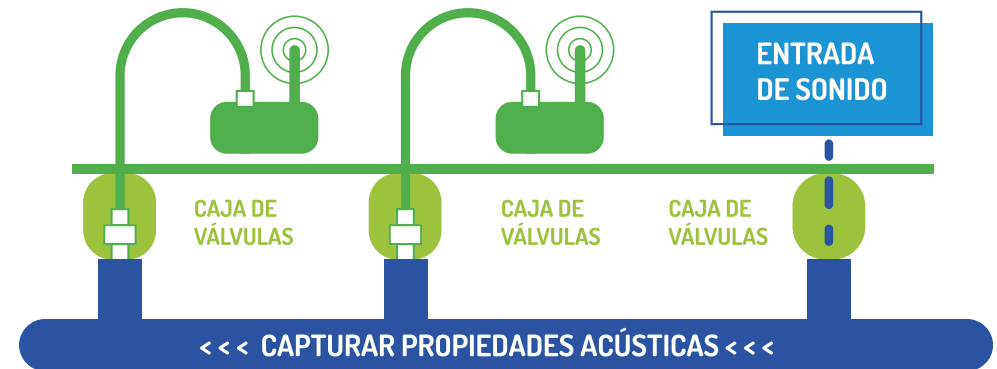 ENTRADA
DE SONIDO
CAJA DE
VÁLVULAS
CAJA DE
VÁLVULAS
CAJA DE
VÁLVULAS
< < < CAPTURAR PROPIEDADES ACÚSTICAS < < <